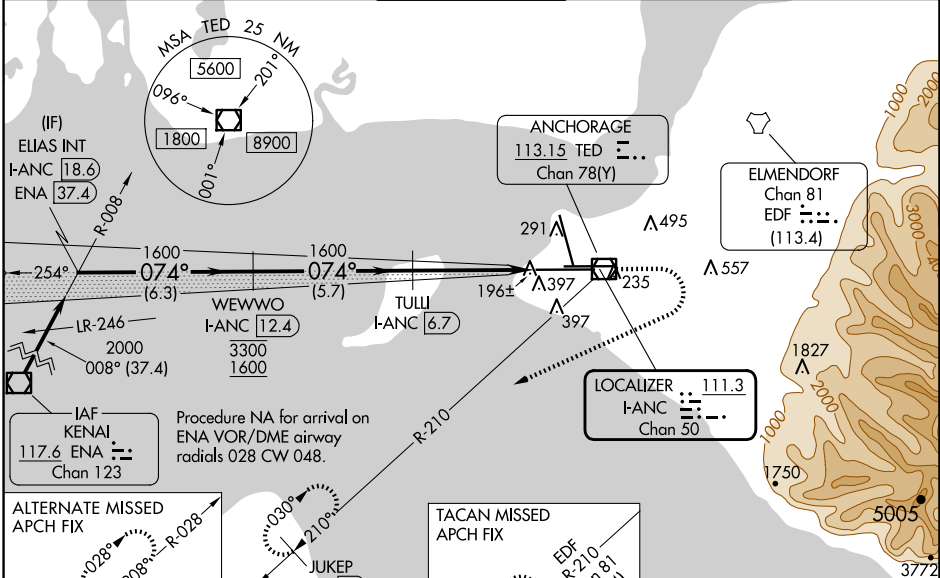 MSA TED 25 NM
5600
201°
096°
1800
8900
001°
(IF)
ELIAS INT
I-ANC 18.6
ENA 37.4
R-008
ANCHORAGE
113.15 TED
Chan 78(Y)
ELMENDORF
Chan 81
EDF
(113.4)
1000
2000
3000
291
495
557
235
397
196±
397
1600
1600
254°
074°
074°
(6.3)
(5.7)
WEWWO
I-ANC 12.4
3300
1600
TULLI
I-ANC 6.7
LR-246
2000
008° (37.4)
IAF
KENAI
117.6 ENA
Chan 123
Procedure NA for arrival on
ENA VOR/DME airway
radials 028 CW 048.
R-210
LOCALIZER 111.3
I-ANC
Chan 50
1827
2000
1000
1750
5005
3772
ALTERNATE MISSED
APCH FIX
028°
008°
R-028
030°
210°
JUKEP
TACAN MISSED
APCH FIX
EDF
R-210